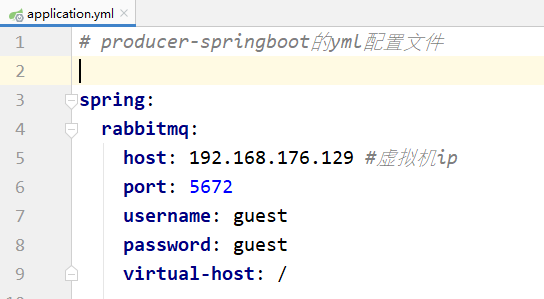 application.yml
1 # producer-springboot的yml配置文件
2
3 spring:
4 rabbitmq:
5 host: 192.168.176.129 #虚拟机ip
6 port: 5672
7 username: guest
8 password: guest
9 virtual-host: /